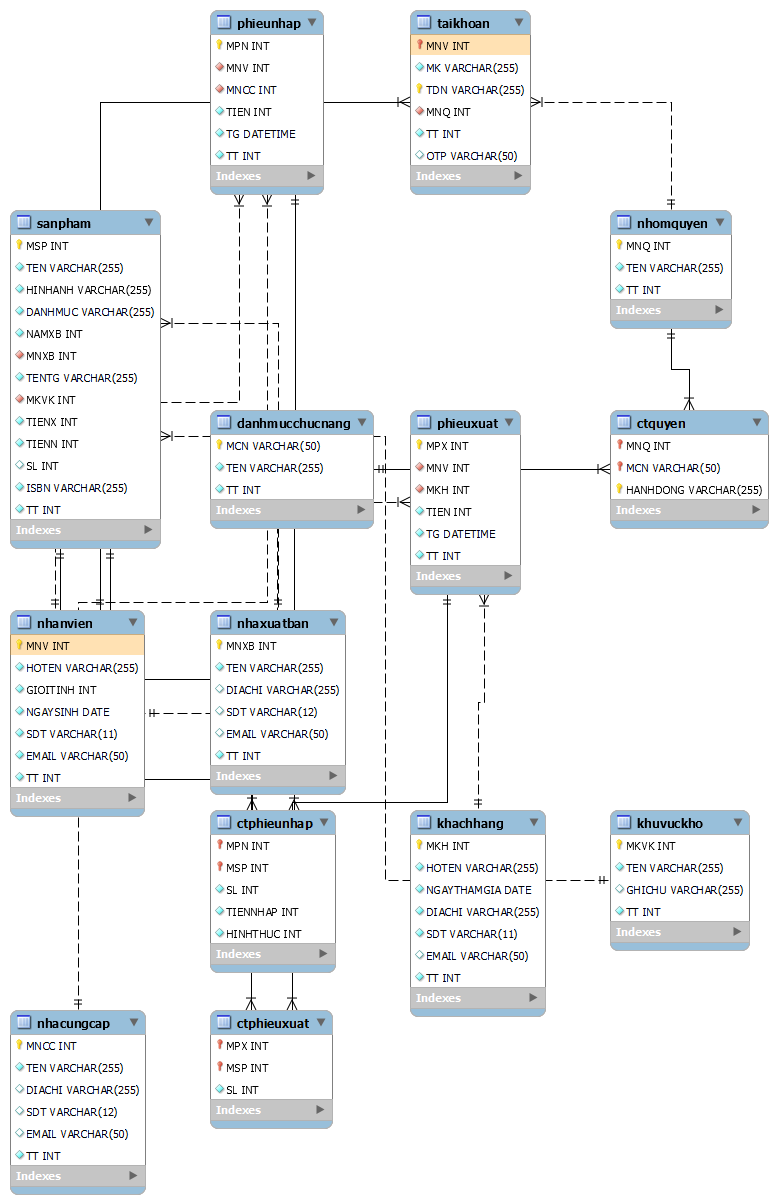 phieunhap
MPN INT
MNV INT
MNCC INT
TIEN INT
TG DATETIME
TT INT
Indexes
taikhoan
MNV INT
MK VARCHAR(255)
TDN VARCHAR(255)
MNQ INT
TT INT
OTP VARCHAR(50)
Indexes
sanpham
MSP INT
TEN VARCHAR(255)
HINHANH VARCHAR(255)
DANHMUC VARCHAR(255)
NAMXB INT
MNXB INT
TENTG VARCHAR(255)
MKVK INT
TIENX INT
TIENN INT
SL INT
ISBN VARCHAR(255)
TT INT
Indexes
nhomquyen
MNQ INT
TEN VARCHAR(255)
TT INT
Indexes
danhmucchucnang
MCN VARCHAR(50)
TEN VARCHAR(255)
TT INT
Indexes
phieuxuat
MPX INT
MNV INT
MKH INT
TIEN INT
TG DATETIME
TT INT
Indexes
ctquyen
MNQ INT
MCN VARCHAR(50)
HANHDONG VARCHAR(255)
Indexes
nhanvien
MNV INT
HOTEN VARCHAR(255)
GIOITINH INT
NGAYSINH DATE
SDT VARCHAR(11)
EMAIL VARCHAR(50)
TT INT
Indexes
nhaxuatban
MNXB INT
TEN VARCHAR(255)
DIACHI VARCHAR(255)
SDT VARCHAR(12)
EMAIL VARCHAR(50)
TT INT
Indexes
ctphieunhap
MPN INT
MSP INT
SL INT
TIENNHAP INT
HINHTHUC INT
Indexes
khachhang
MKH INT
HOTEN VARCHAR(255)
NGAYTHAMGIA DATE
DIACHI VARCHAR(255)
SDT VARCHAR(11)
EMAIL VARCHAR(50)
TT INT
Indexes
khuvuckho
MKVK INT
TEN VARCHAR(255)
GHICHU VARCHAR(255)
TT INT
Indexes
nhacungcap
MNCC INT
TEN VARCHAR(255)
DIACHI VARCHAR(255)
SDT VARCHAR(12)
EMAIL VARCHAR(50)
TT INT
Indexes
ctphieuxuat
MPX INT
MSP INT
SL INT
Indexes